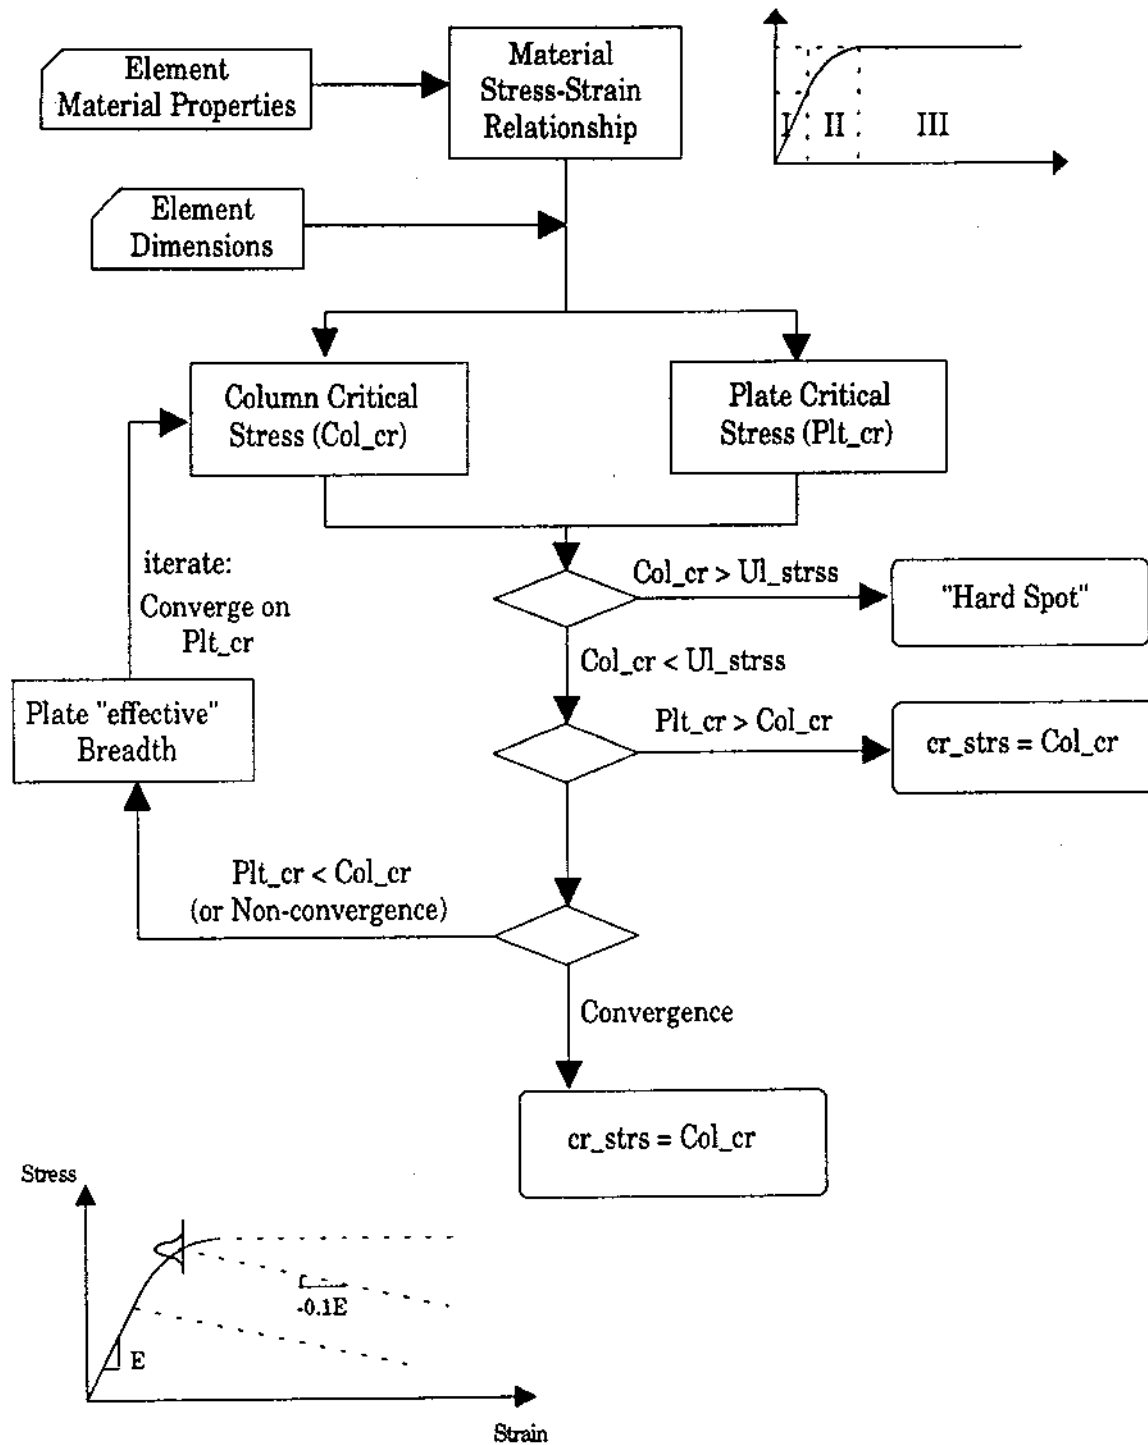 Element
Material Properties
Material
Stress-Strain
Relationship
I
II
III
Element
Dimensions
Column Critical
Stress (Col_cr)
Plate Critical
Stress (Plt_cr)
iterate:
Converge on
Plt_cr
Col_cr > Ul_strss
"Hard Spot"
Col_cr < Ul_strss
Plate "effective"
Breadth
Plt_cr > Col_cr
cr_strs = Col_cr
Plt_cr < Col_cr
(or Non-convergence)
Convergence
cr_strs = Col_cr
Stress
-0.1E
E
Strain